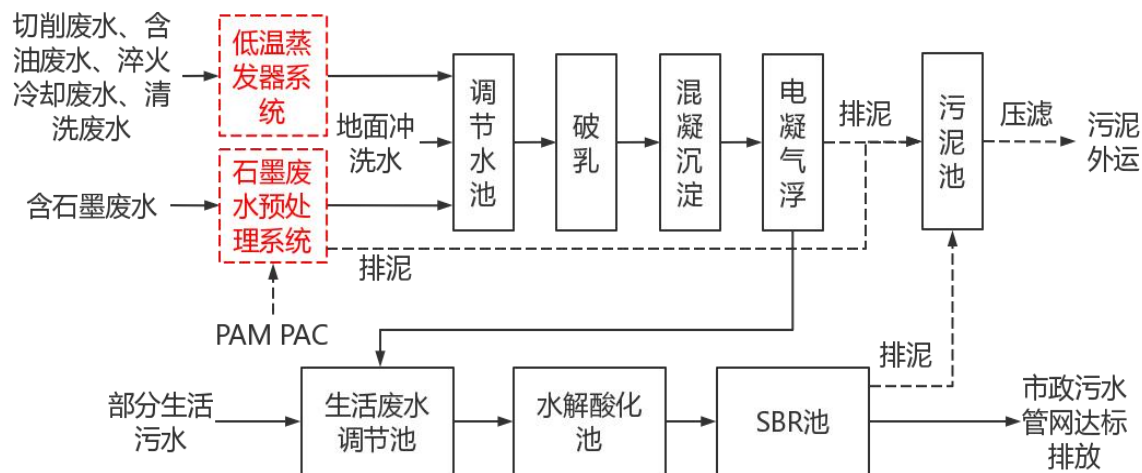 切削废水、含
油废水、淬火
冷却废水、清
洗废水
低温蒸
发器系
统
地面冲
洗水
含石墨废水
石墨废
水预处
理系统
PAM PAC
调节水池
破乳
混凝沉淀
电凝气浮
排泥
污泥池
压滤
污泥
外运
排泥
部分生活
污水
生活废水
调节池
水解酸化
池
SBR池
排泥
市政污水
管网达标
排放